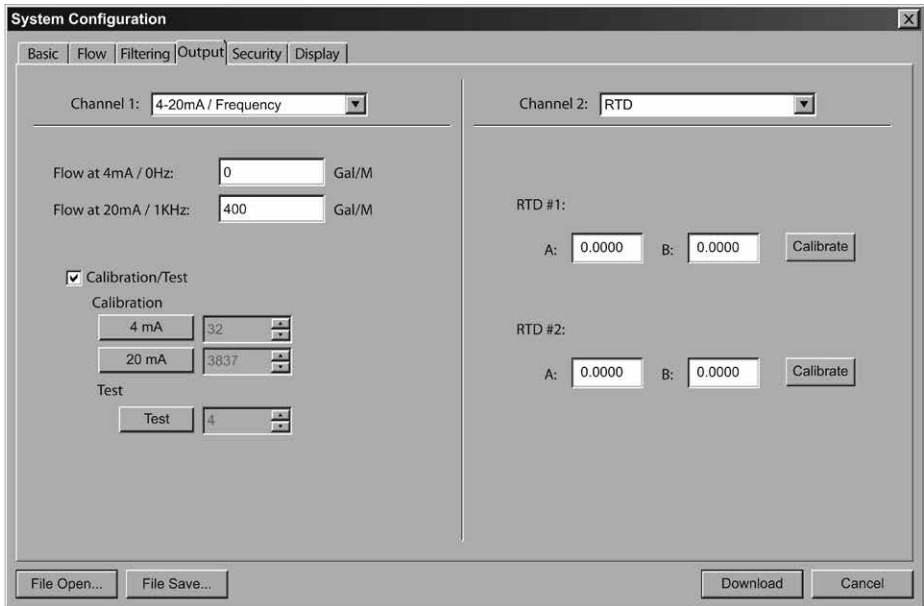 System Configuration
Basic Flow Filtering Output Security Display
Channel 1: 4-20mA / Frequency
Flow at 4mA / 0Hz: 0 Gal/M
Flow at 20mA / 1KHz: 400 Gal/M
Calibration/Test
Calibration
4 mA 32
20 mA 3837
Test
Test 4
Channel 2: RTD
RTD #1:
A: 0.0000 B: 0.0000 Calibrate
RTD #2:
A: 0.0000 B: 0.0000 Calibrate
File Open... File Save... Download Cancel